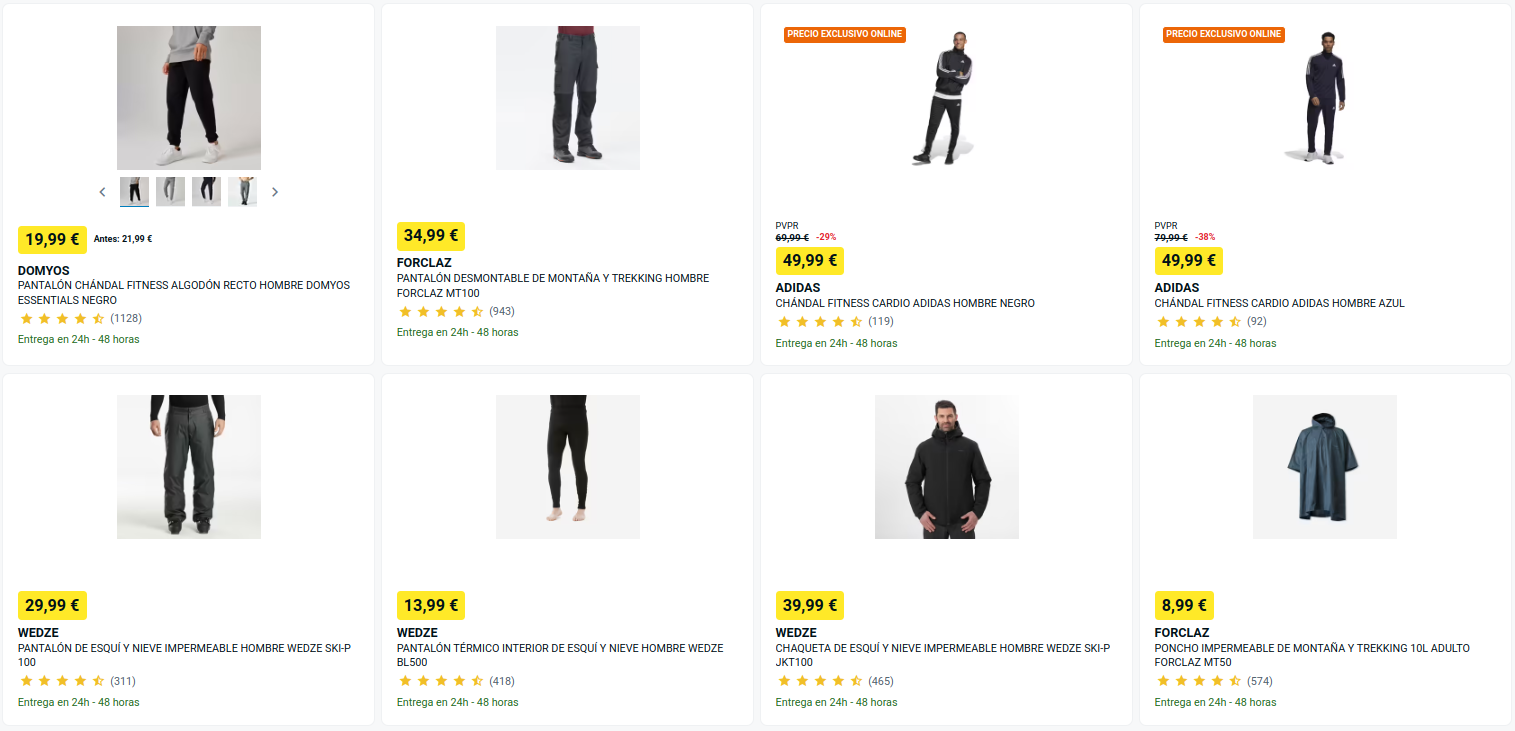 19,99 € Antes: 21,99 €
DOMYOS
PANTALÓN CHÁNDAL FITNESS ALGODÓN RECTO HOMBRE DOMYOS
ESSENTIALS NEGRO
(1128)
Entrega en 24h - 48 horas
34,99 €
FORCLAZ
PANTALÓN DESMONTABLE DE MONTAÑA Y TREKKING HOMBRE
FORCLAZ MT100
(943)
Entrega en 24h - 48 horas
PRECIO EXCLUSIVO ONLINE
PVPR
69,99 € -29%
49,99 €
ADIDAS
CHÁNDAL FITNESS CARDIO ADIDAS HOMBRE NEGRO
(119)
Entrega en 24h - 48 horas
PRECIO EXCLUSIVO ONLINE
PVPR
79,99 € -38%
49,99 €
ADIDAS
CHÁNDAL FITNESS CARDIO ADIDAS HOMBRE AZUL
(92)
Entrega en 24h - 48 horas
29,99 €
WEDZE
PANTALÓN DE ESQUÍ Y NIEVE IMPERMEABLE HOMBRE WEDZE SKI-P
100
(311)
Entrega en 24h - 48 horas
13,99 €
WEDZE
PANTALÓN TÉRMICO INTERIOR DE ESQUÍ Y NIEVE HOMBRE WEDZE
BL500
(418)
Entrega en 24h - 48 horas
39,99 €
WEDZE
CHAQUETA DE ESQUÍ Y NIEVE IMPERMEABLE HOMBRE WEDZE SKI-P
JKT100
(465)
Entrega en 24h - 48 horas
8,99 €
FORCLAZ
PONCHO IMPERMEABLE DE MONTAÑA Y TREKKING 10L ADULTO
FORCLAZ MT50
(574)
Entrega en 24h - 48 horas